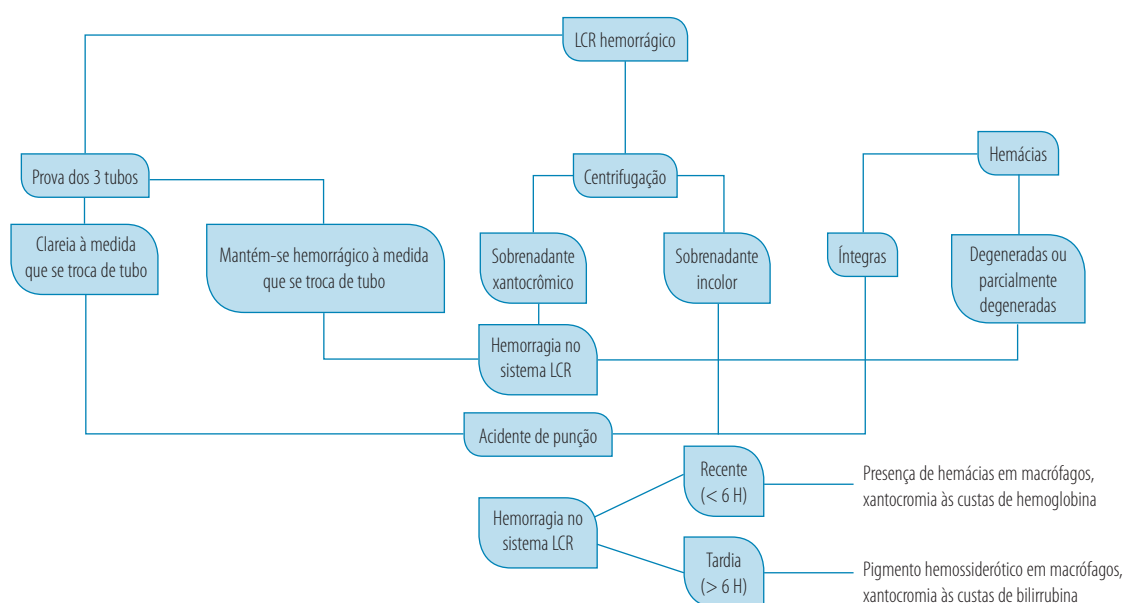 LCR hemorrágico
Prova dos 3 tubos
Centrifugação
Hemácias
Clareia à medida
que se troca de tubo
Mantém-se hemorrágico à medida
que se troca de tubo
Sobrenadante
xantocrômico
Sobrenadante
incolor
Íntegras
Degeneradas ou
parcialmente
degeneradas
Hemorragia no
sistema LCR
Acidente de punção
Hemorragia no
sistema LCR
Recente
(< 6 H)
Presença de hemácias em macrófagos,
xantocromia às custas de hemoglobina
Tardia
(> 6 H)
Pigmento hemossiderótico em macrófagos,
xantocromia às custas de bilirrubina